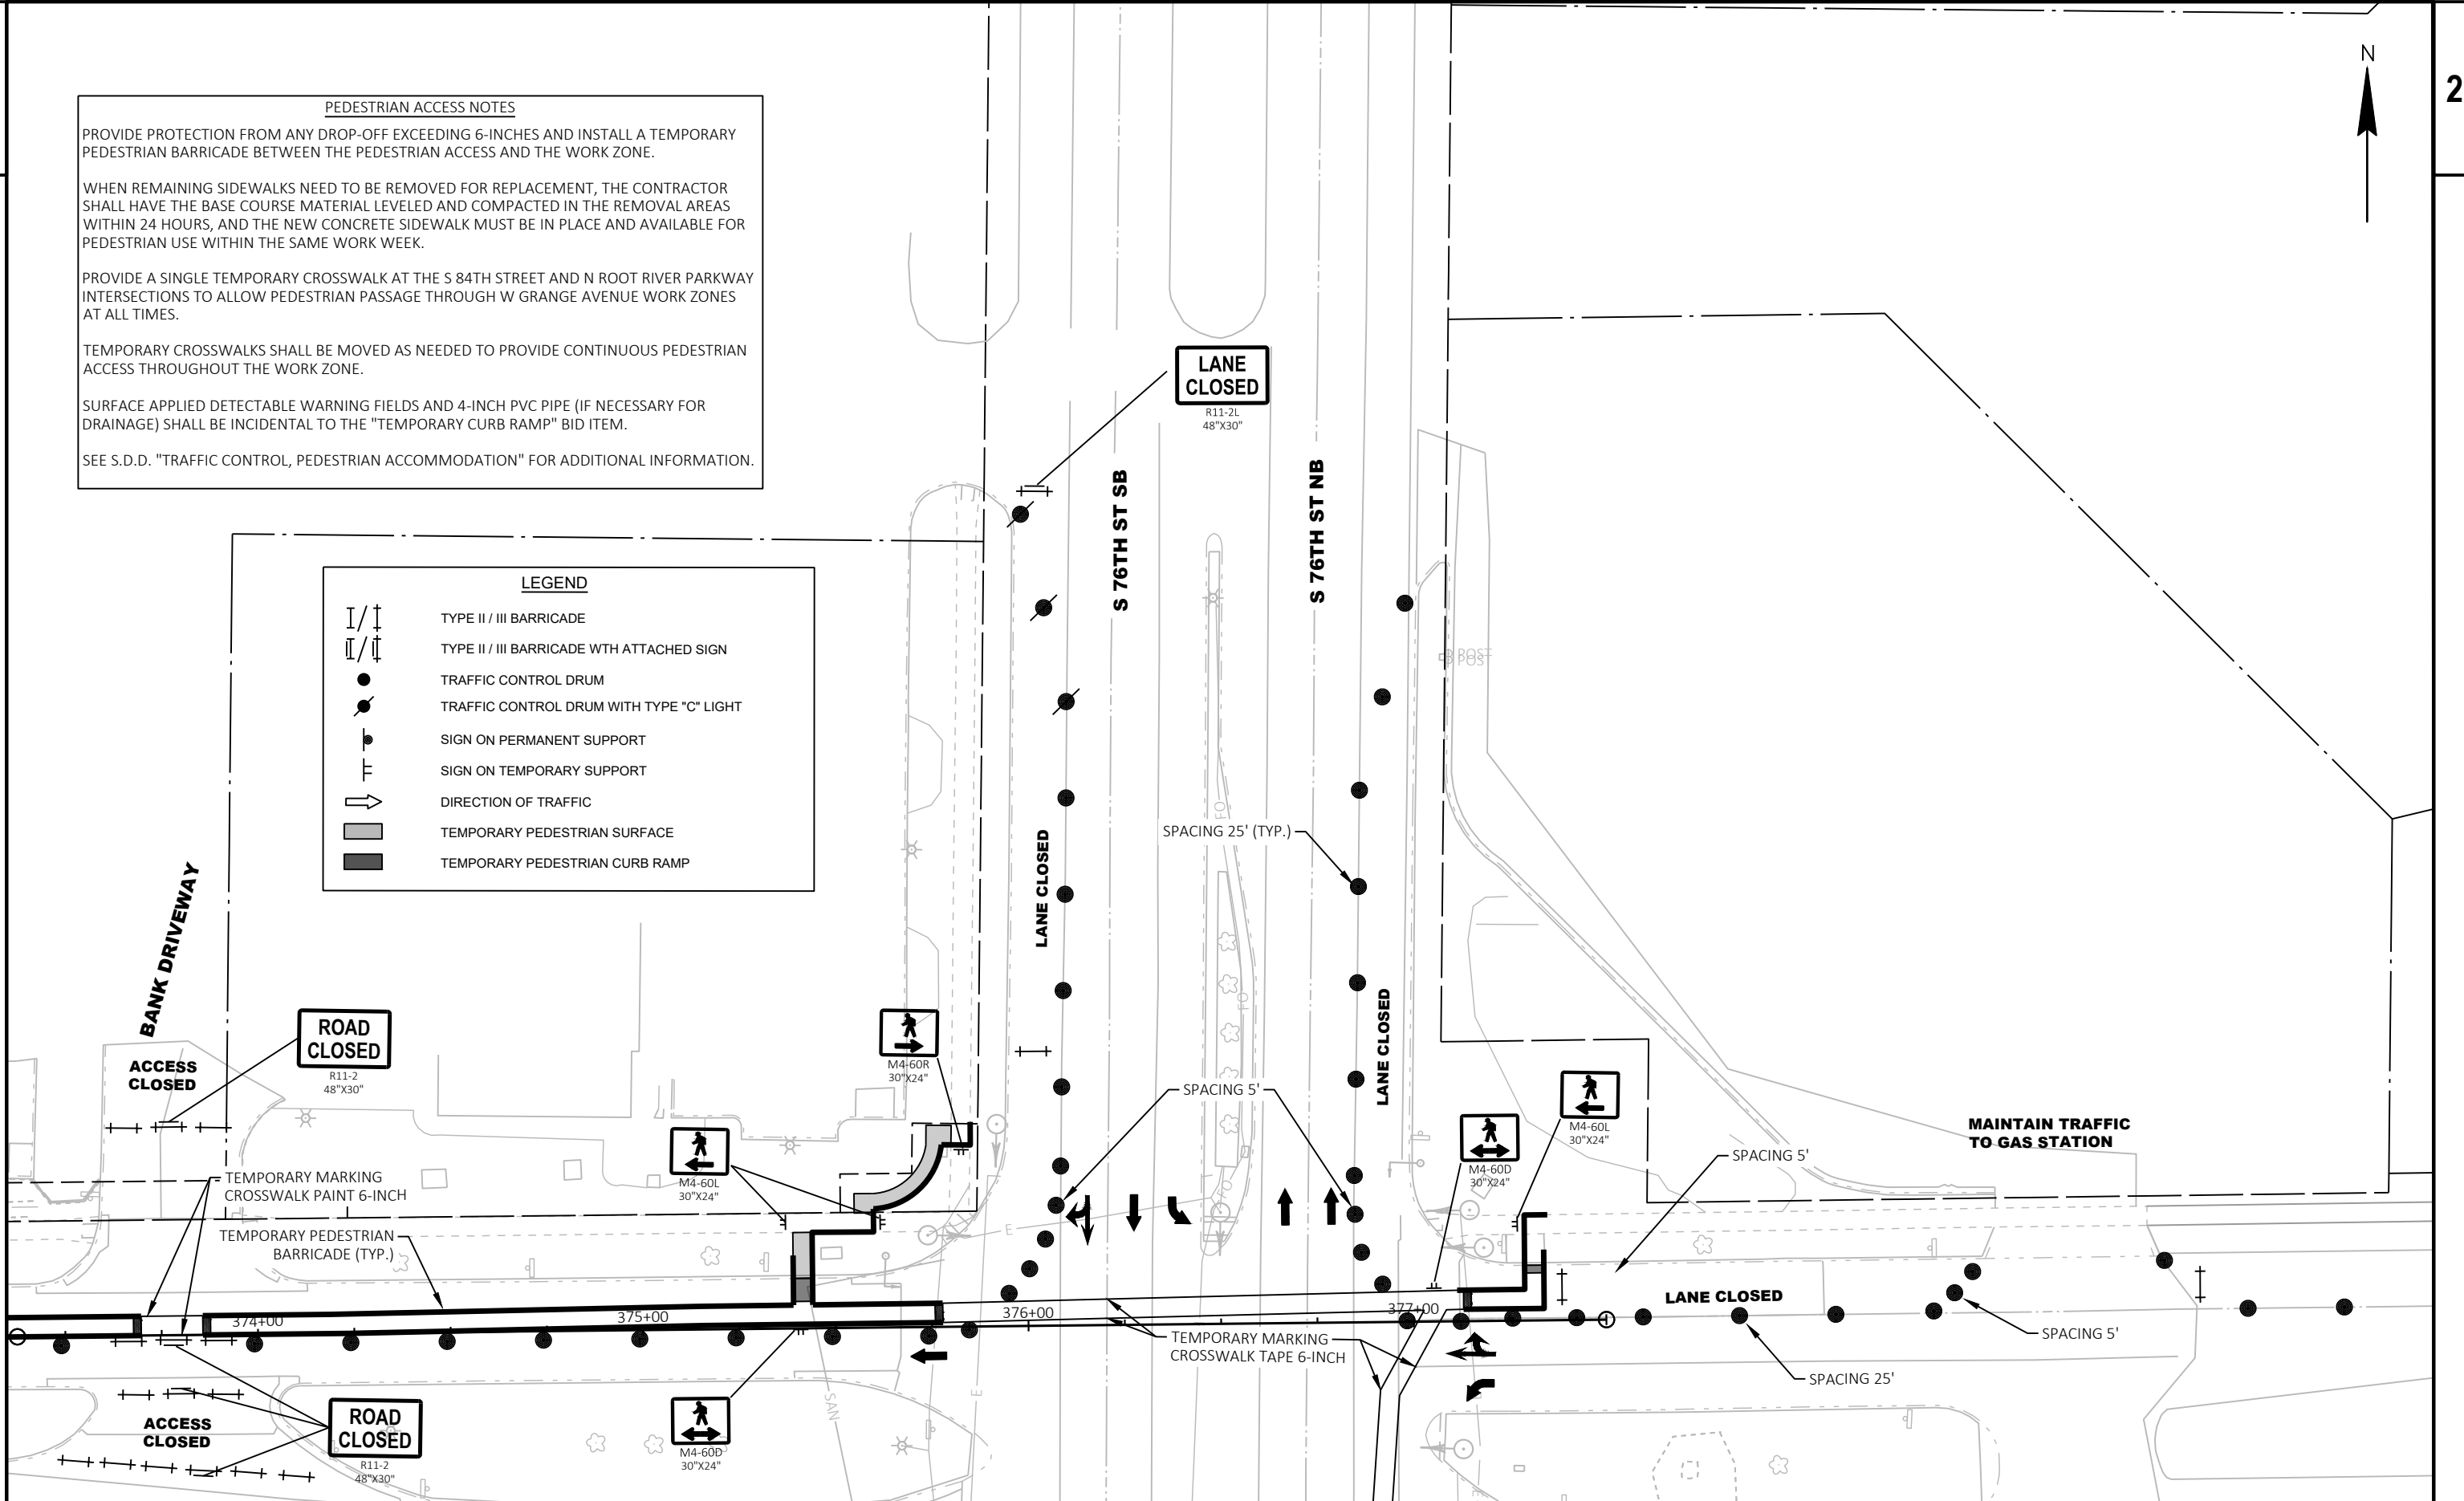 2
N
PEDESTRIAN ACCESS NOTES
PROVIDE PROTECTION FROM ANY DROP-OFF EXCEEDING 6-INCHES AND INSTALL A TEMPORARY
PEDESTRIAN BARRICADE BETWEEN THE PEDESTRIAN ACCESS AND THE WORK ZONE.
WHEN REMAINING SIDEWALKS NEED TO BE REMOVED FOR REPLACEMENT, THE CONTRACTOR
SHALL HAVE THE BASE COURSE MATERIAL LEVELED AND COMPACTED IN THE REMOVAL AREAS
WITHIN 24 HOURS, AND THE NEW CONCRETE SIDEWALK MUST BE IN PLACE AND AVAILABLE FOR
PEDESTRIAN USE WITHIN THE SAME WORK WEEK.
PROVIDE A SINGLE TEMPORARY CROSSWALK AT THE S 84TH STREET AND N ROOT RIVER PARKWAY
INTERSECTIONS TO ALLOW PEDESTRIAN PASSAGE THROUGH W GRANGE AVENUE WORK ZONES
AT ALL TIMES.
TEMPORARY CROSSWALKS SHALL BE MOVED AS NEEDED TO PROVIDE CONTINUOUS PEDESTRIAN
ACCESS THROUGHOUT THE WORK ZONE.
SURFACE APPLIED DETECTABLE WARNING FIELDS AND 4-INCH PVC PIPE (IF NECESSARY FOR
DRAINAGE) SHALL BE INCIDENTAL TO THE "TEMPORARY CURB RAMP" BID ITEM.
SEE S.D.D. "TRAFFIC CONTROL, PEDESTRIAN ACCOMMODATION" FOR ADDITIONAL INFORMATION.
LANE
CLOSED
R11-2L
48"X30"
S 76TH ST SB
S 76TH ST NB
LEGEND
TYPE II / III BARRICADE
TYPE II / III BARRICADE WTH ATTACHED SIGN
TRAFFIC CONTROL DRUM
TRAFFIC CONTROL DRUM WITH TYPE "C" LIGHT
SIGN ON PERMANENT SUPPORT
SIGN ON TEMPORARY SUPPORT
DIRECTION OF TRAFFIC
TEMPORARY PEDESTRIAN SURFACE
TEMPORARY PEDESTRIAN CURB RAMP
POST
POST
FO
FO
SPACING 25' (TYP.)
LANE CLOSED
LANE CLOSED
BANK DRIVEWAY
ROAD
CLOSED
R11-2
48"X30"
ACCESS
CLOSED
M4-60R
30"X24"
SPACING 5'
M4-60L
30"X24"
M4-60L
30"X24"
M4-60D
30"X24"
MAINTAIN TRAFFIC
TO GAS STATION
SPACING 5'
TEMPORARY MARKING
CROSSWALK PAINT 6-INCH
TEMPORARY PEDESTRIAN
BARRICADE (TYP.)
FO
E
LANE CLOSED
374+00
375+00
376+00
377+00
SPACING 5'
TEMPORARY MARKING
CROSSWALK TAPE 6-INCH
SPACING 25'
SAN
E
ACCESS
CLOSED
ROAD
CLOSED
R11-2
48"X30"
M4-60D
30"X24"